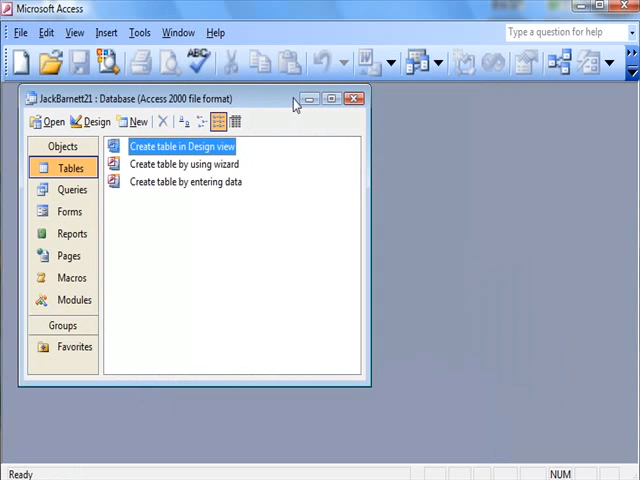 Microsoft Access
File Edit View Insert Tools Window Help
Type a question for help
ABC
JackBarnett21 : Database (Access 2000 file format)
Open Design New
Objects
Tables
Queries
Forms
Reports
Pages
Macros
Modules
Groups
Favorites
Create table in Design view
Create table by using wizard
Create table by entering data
Ready
NUM